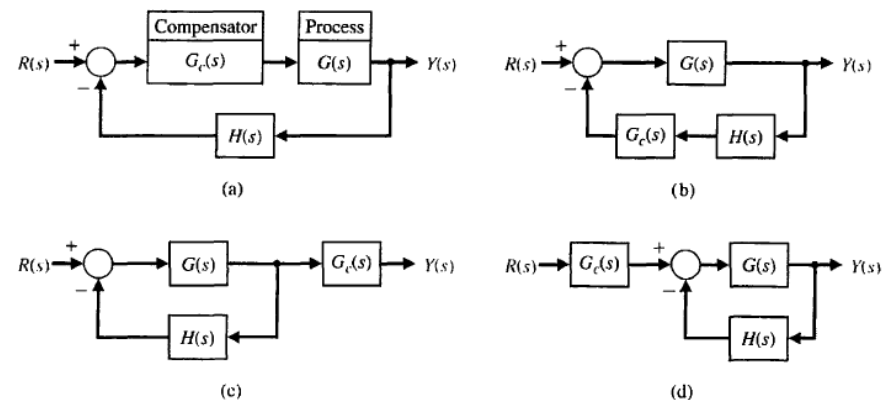 Compensator
Process
R(s) + G_c(s) G(s) Y(s)
−
H(s)
(a)
R(s) + G(s) Y(s)
−
G_c(s) H(s)
(b)
R(s) + G(s) G_c(s) Y(s)
−
H(s)
(c)
R(s) G_c(s) + G(s) Y(s)
−
H(s)
(d)